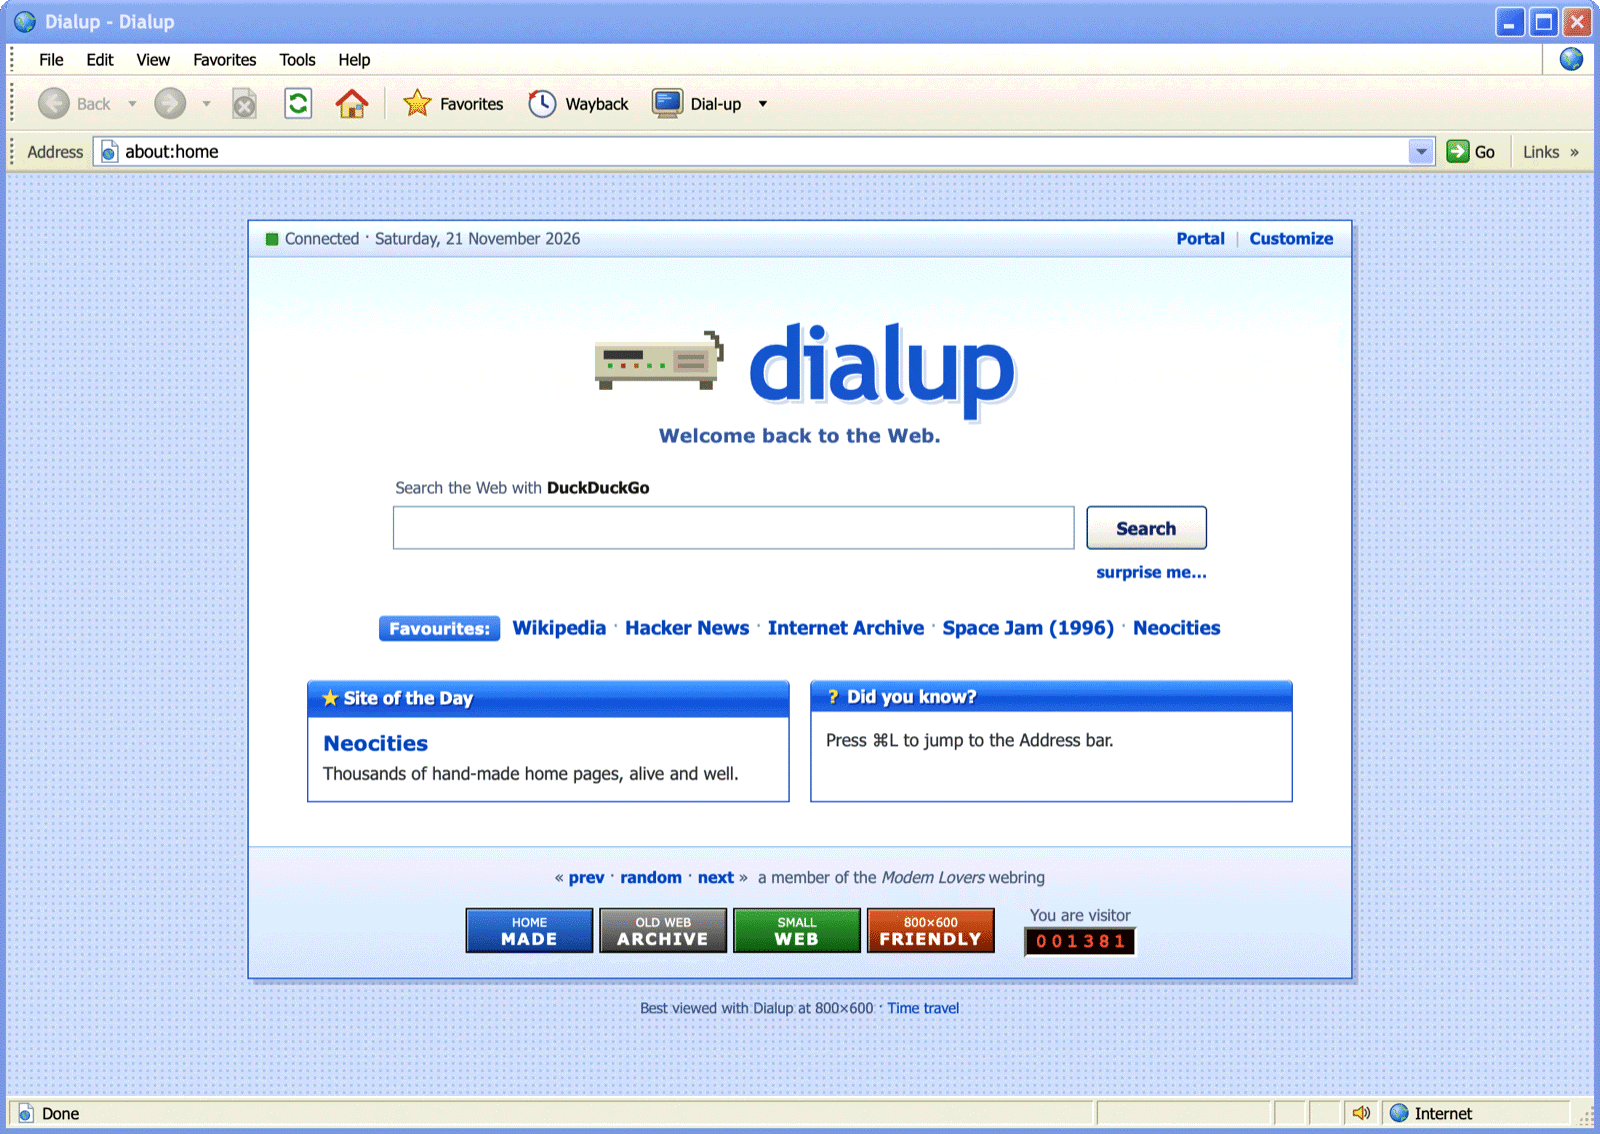 Dialup - Dialup
File Edit View Favorites Tools Help
Back Favorites Wayback Dial-up
Address about:home Go Links »
Connected · Saturday, 21 November 2026 Portal | Customize
dialup
Welcome back to the Web.
Search the Web with DuckDuckGo
Search
surprise me...
Favourites: Wikipedia · Hacker News · Internet Archive · Space Jam (1996) · Neocities
Site of the Day
Neocities
Thousands of hand-made home pages, alive and well.
? Did you know?
Press ⌘L to jump to the Address bar.
« prev · random · next » a member of the Modem Lovers webring
HOME MADE
OLD WEB ARCHIVE
SMALL WEB
800×600 FRIENDLY
You are visitor
001381
Best viewed with Dialup at 800×600 · Time travel
Done Internet